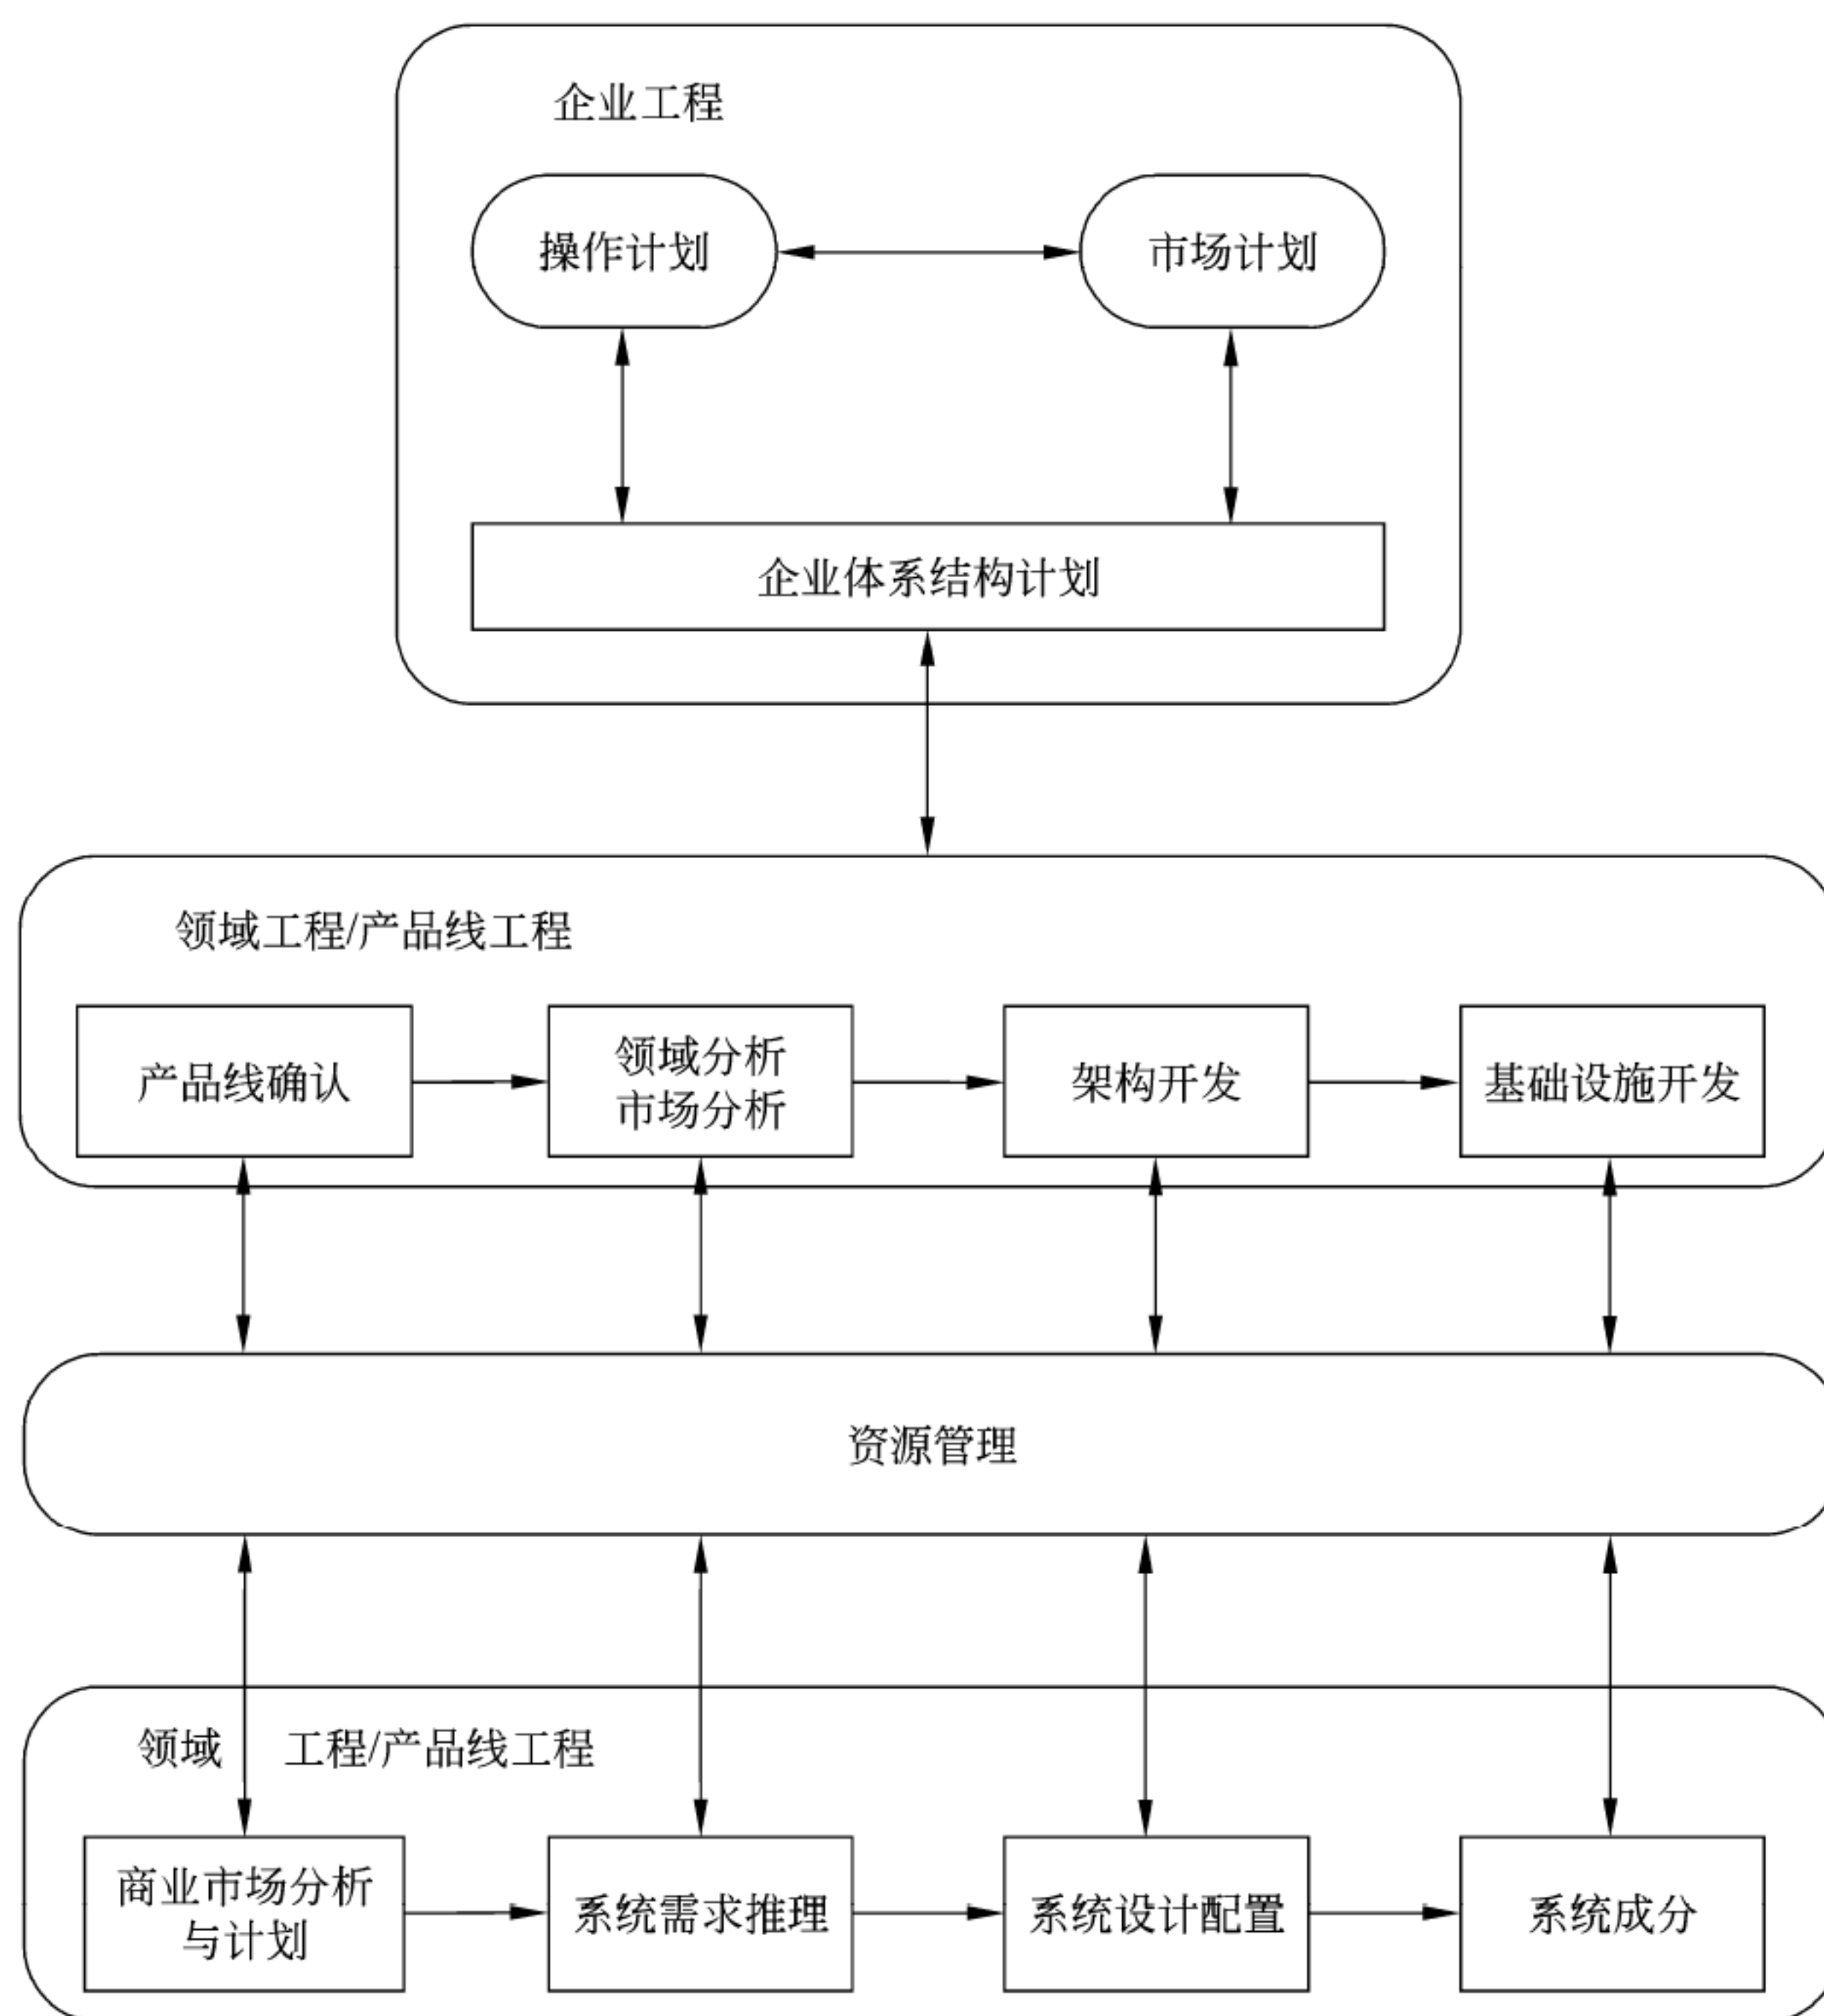 企业工程
操作计划
市场计划
企业体系结构计划
领域工程/产品线工程
产品线确认
领域分析
市场分析
架构开发
基础设施开发
资源管理
领域 工程/产品线工程
商业市场分析
与计划
系统需求推理
系统设计配置
系统成分